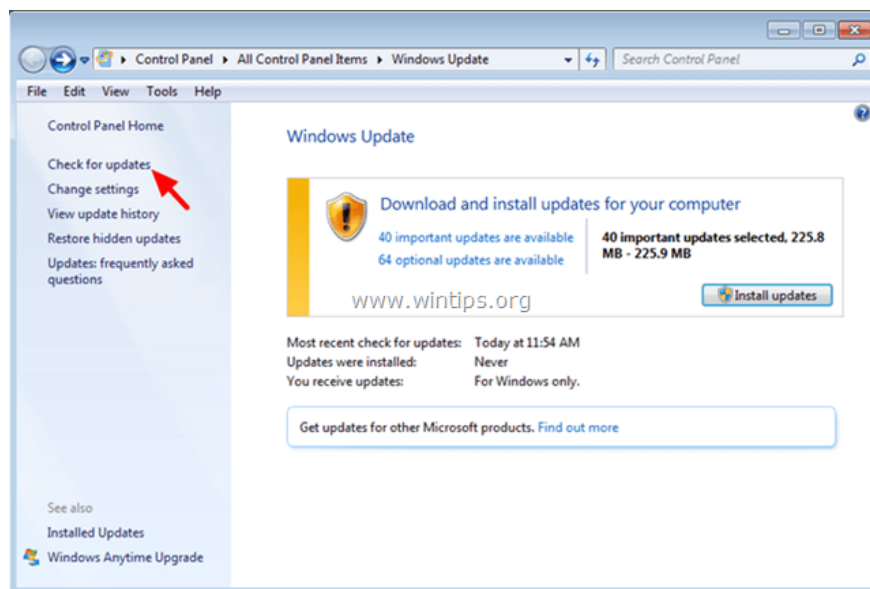 Control Panel
All Control Panel Items
Windows Update
Search Control Panel
File Edit View Tools Help
Control Panel Home
Check for updates
Change settings
View update history
Restore hidden updates
Updates: frequently asked
questions
See also
Installed Updates
Windows Anytime Upgrade
Windows Update
Download and install updates for your computer
40 important updates are available
64 optional updates are available
40 important updates selected, 225.8
MB - 225.9 MB
www.wintips.org
Install updates
Most recent check for updates: Today at 11:54 AM
Updates were installed: Never
You receive updates: For Windows only.
Get updates for other Microsoft products. Find out more